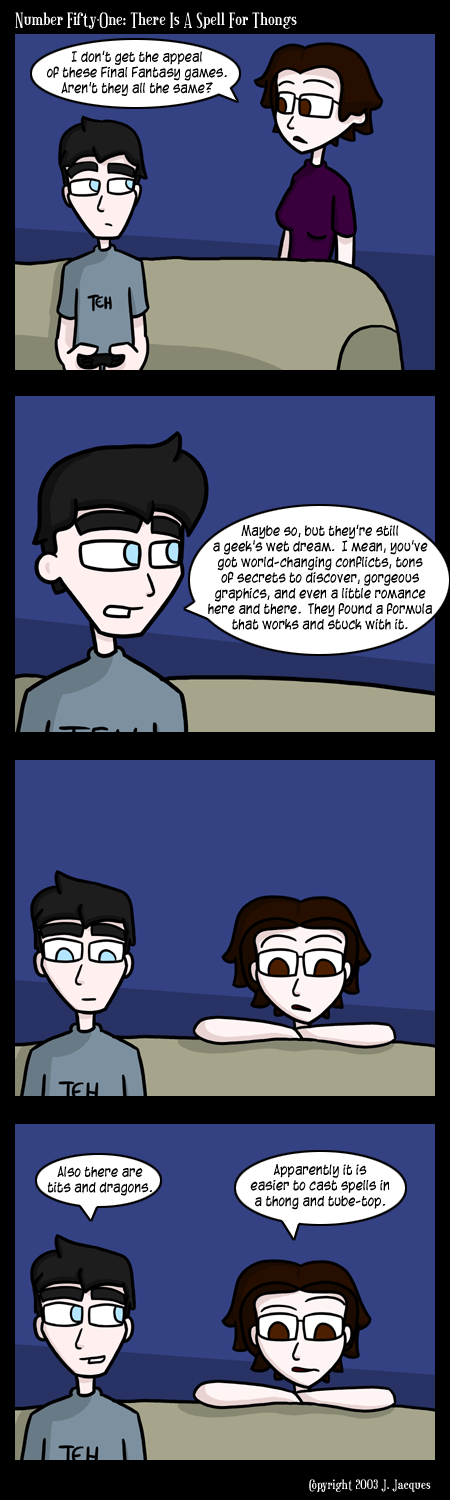 Number Fifty-One: There Is A Spell For Thongs
I don't get the appeal
of these Final Fantasy games.
Aren't they all the same?
TEH
Maybe so, but they're still
a geek's wet dream. I mean, you've
got world-changing conflicts, tons
of secrets to discover, gorgeous
graphics, and even a little romance
here and there. They found a formula
that works and stuck with it.
TEH
TEH
Also there are
tits and dragons.
Apparently it is
easier to cast spells in
a thong and tube-top.
TEH
Copyright 2003 J. Jacques